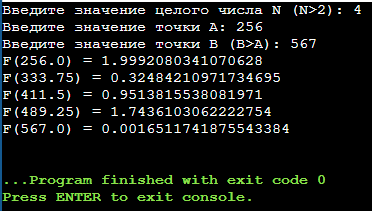 Введите значение целого числа N (N>2): 4
Введите значение точки A: 256
Введите значение точки B (B>A): 567
F(256.0) = 1.9992080341070628
F(333.75) = 0.32484210971734695
F(411.5) = 0.9513815538081971
F(489.25) = 1.7436103062222754
F(567.0) = 0.0016511741875543384
...Program finished with exit code 0
Press ENTER to exit console.